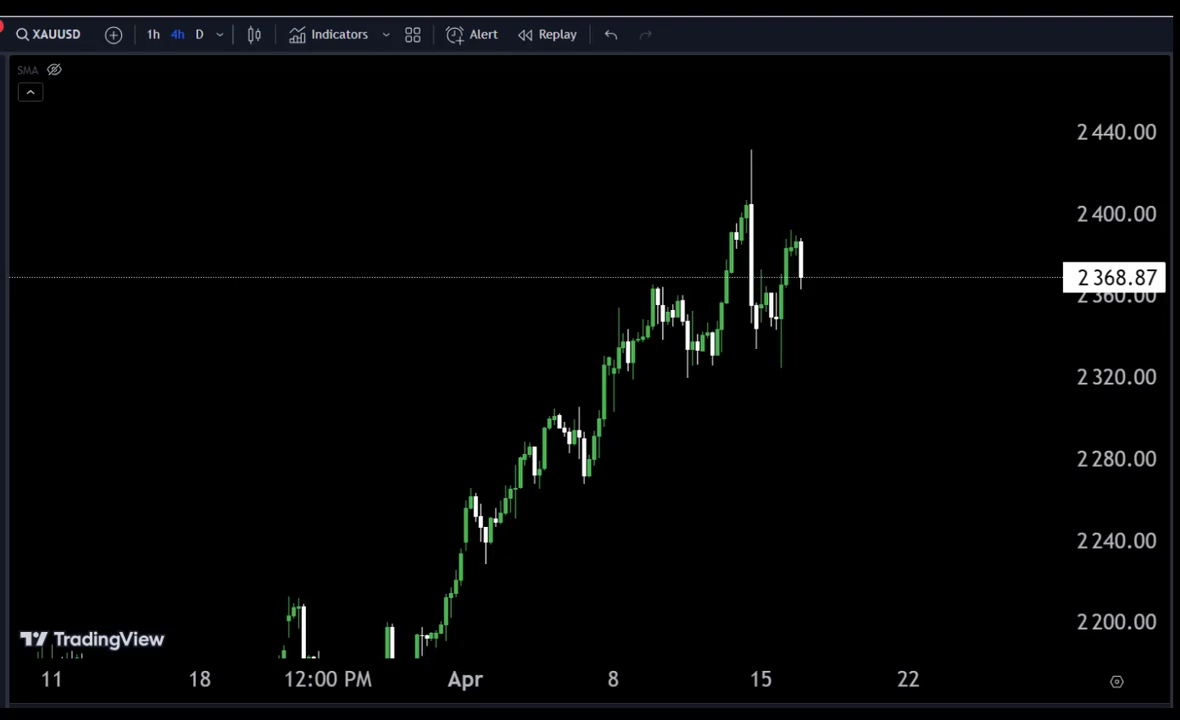 XAUUSD 1h 4h D Indicators Alert Replay
SMA
2 440.00
2 400.00
2 368.87
2 360.00
2 320.00
2 280.00
2 240.00
2 200.00
TradingView
11 18 12:00 PM Apr 8 15 22